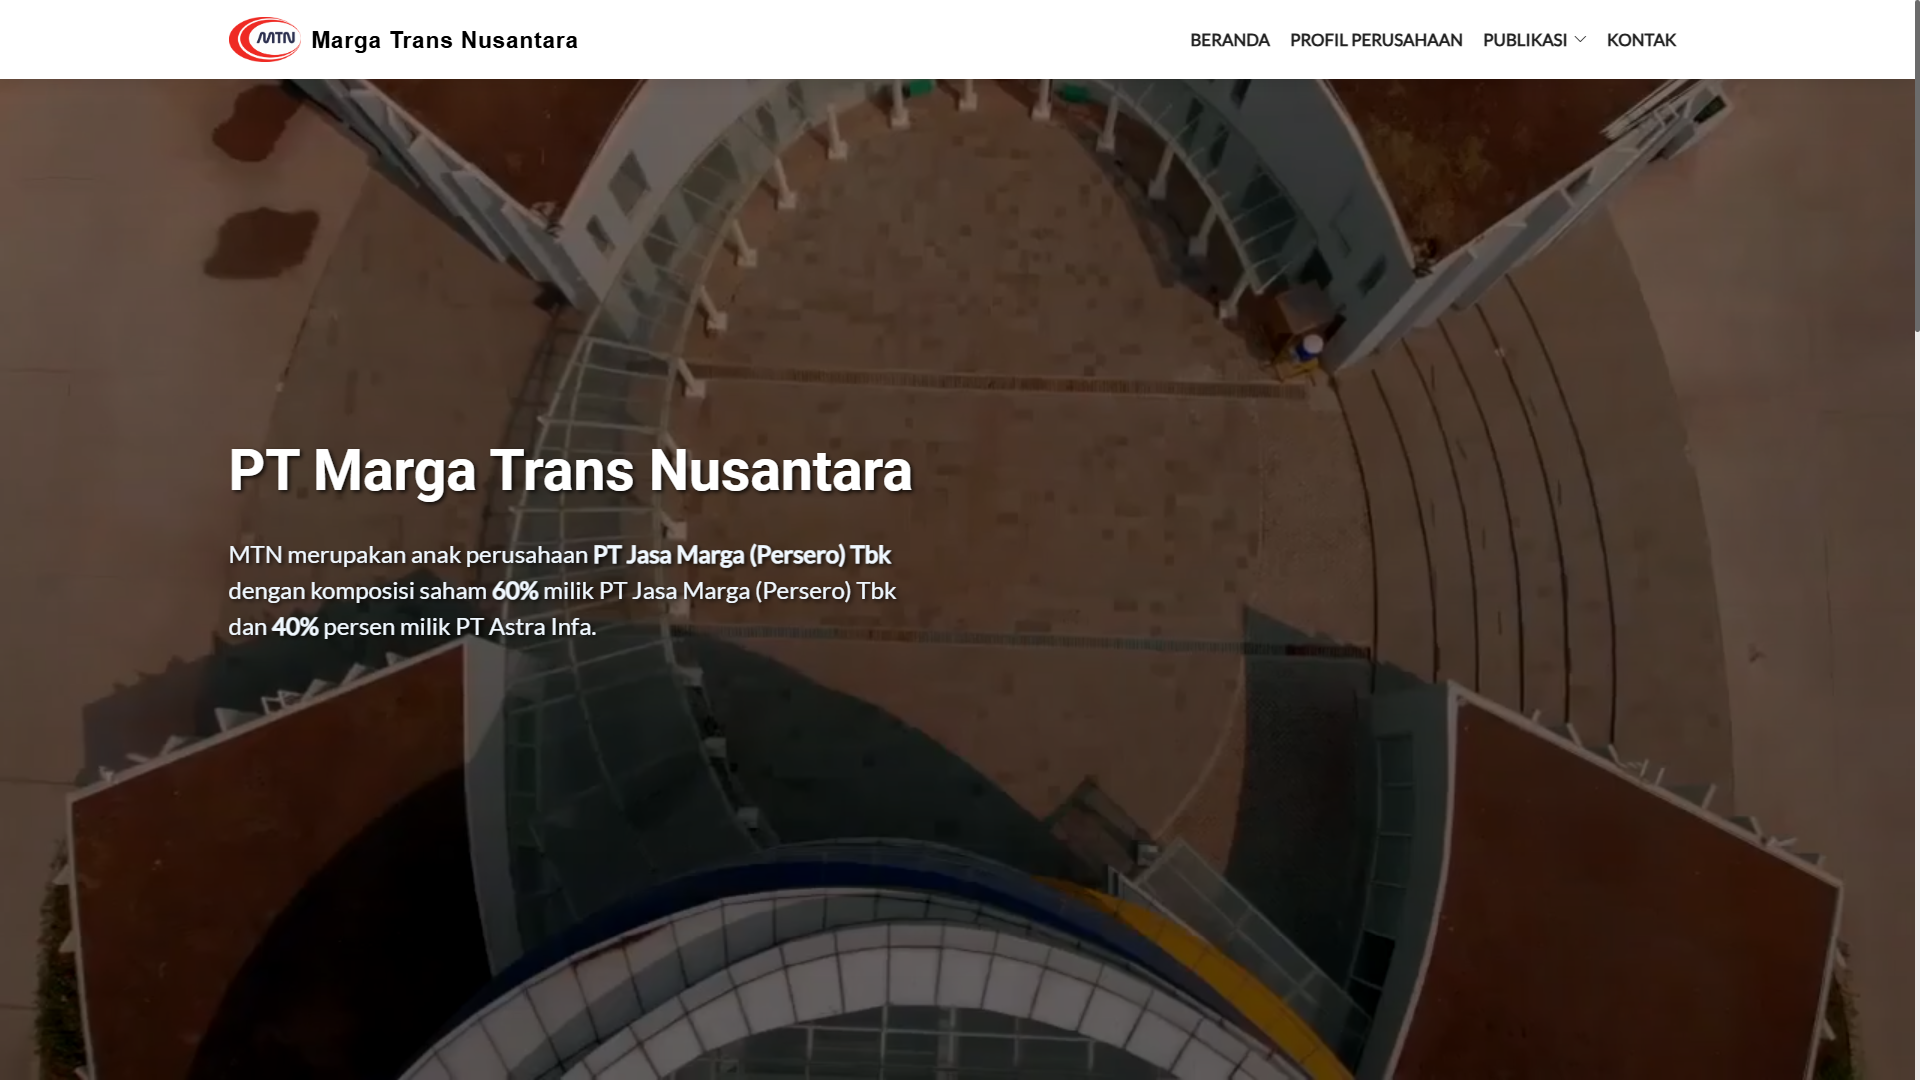 MTN
Marga Trans Nusantara
BERANDA
PROFIL PERUSAHAAN
PUBLIKASI
KONTAK
PT Marga Trans Nusantara
MTN merupakan anak perusahaan PT Jasa Marga (Persero) Tbk
dengan komposisi saham 60% milik PT Jasa Marga (Persero) Tbk
dan 40% persen milik PT Astra Infa.